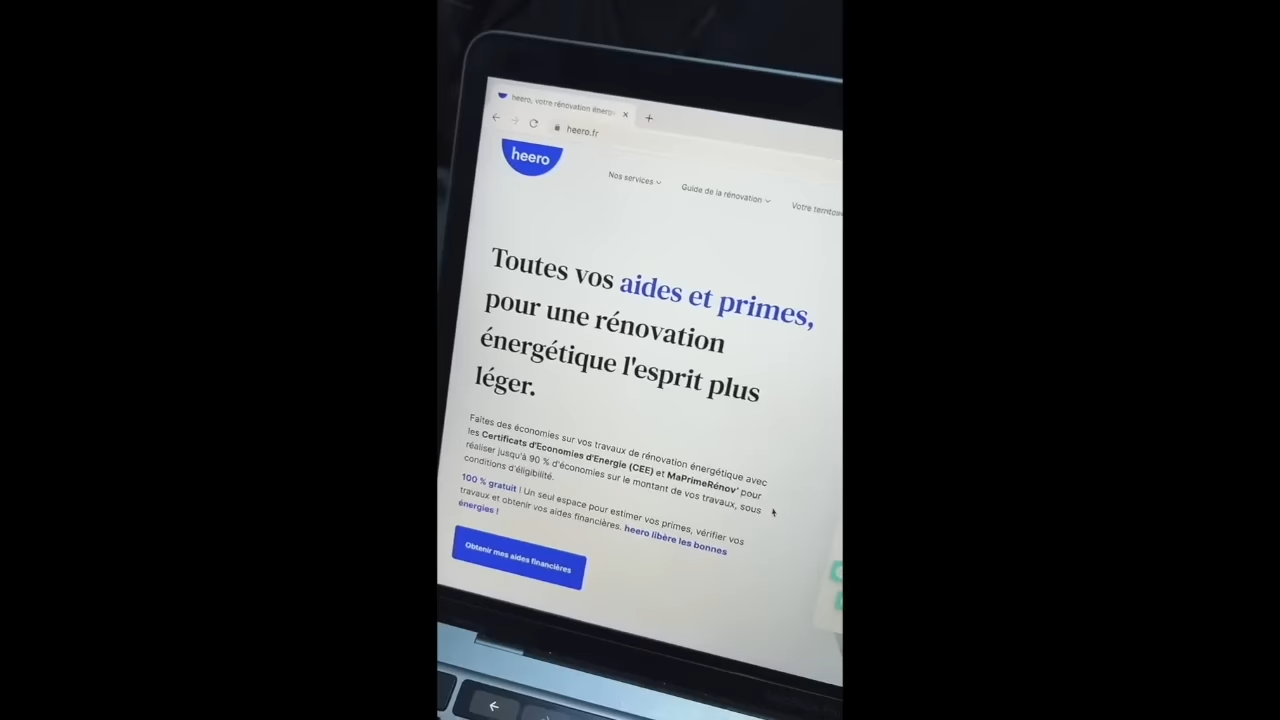 heero, votre rénovation énerg
heero.fr
heero
Nos services
Guide de la rénovation
Votre territoi
Toutes vos aides et primes,
pour une rénovation
énergétique l'esprit plus
léger.
Faites des économies sur vos travaux de rénovation énergétique avec
les Certificats d'Economies d'Energie (CEE) et MaPrimeRénov' pour
réaliser jusqu'à 90 % d'économies sur le montant de vos travaux, sous
conditions d'éligibilité.
100 % gratuit ! Un seul espace pour estimer vos primes, vérifier vos
travaux et obtenir vos aides financières. heero libère les bonnes
énergies !
Obtenir mes aides financières